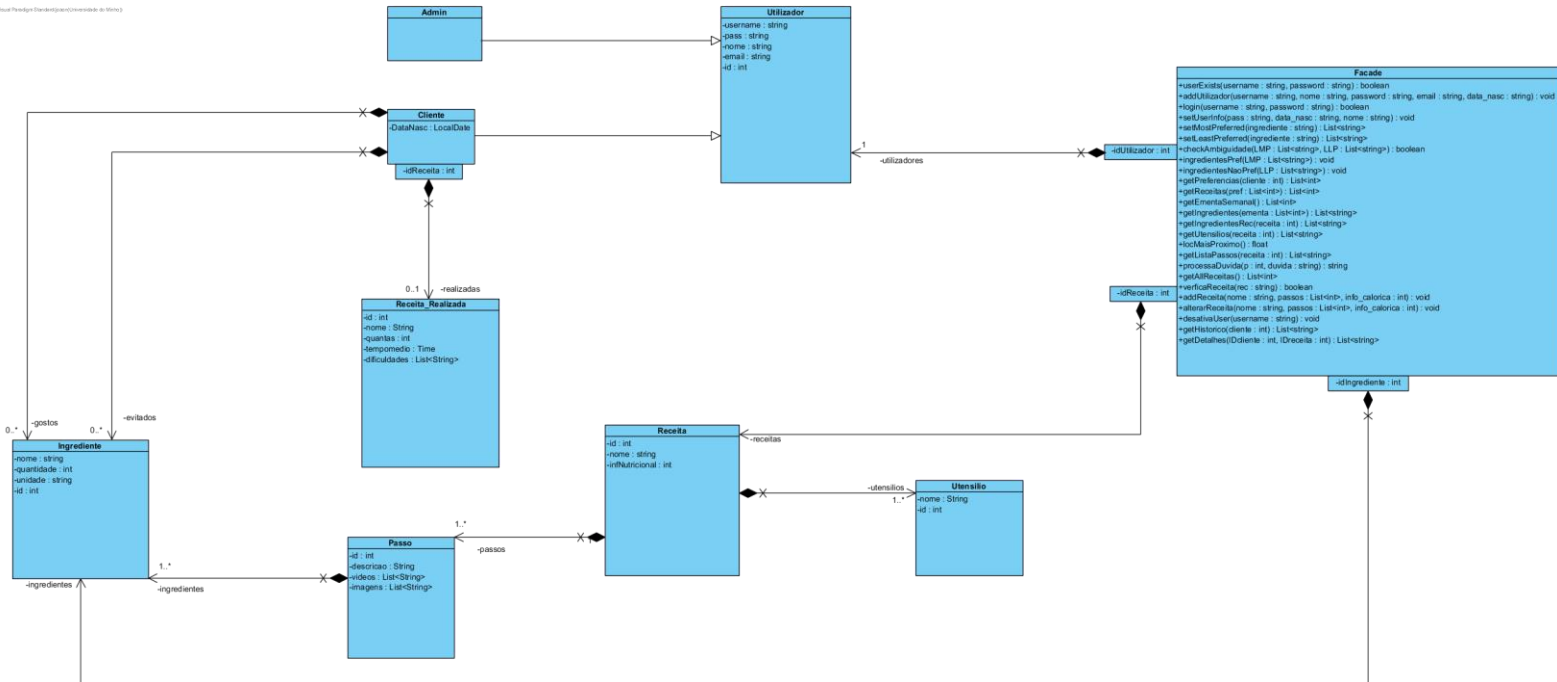 Visual Paradigm Standard(joaon(Universidade do Minho))
Admin
Utilizador
-username : string
-pass : string
-nome : string
-email : string
-id : int
Facade
+userExists(username : string, password : string) : boolean
+addUtilizador(username : string, nome : string, password : string, email : string, data_nasc : string) : void
+login(username : string, password : string) : boolean
+setUserInfo(pass : string, data_nasc : string, nome : string) : void
+setMostPreferred(ingrediente : string) : List<string>
+setLeastPreferred(ingrediente : string) : List<string>
+checkAmbiguidade(LMP : List<string>, LLP : List<string>) : boolean
+ingredientesPref(LMP : List<string>) : void
+ingredientesNaoPref(LLP : List<string>) : void
+getPreferencias(cliente : int) : List<int>
+getReceitas(pref : List<int>) : List<int>
+getEmentaSemanal() : List<int>
+getIngredientes(ementa : List<int>) : List<string>
+getIngredientesRec(receita : int) : List<string>
+getUtensilios(receita : int) : List<string>
+locMaisProximo() : float
+getListaPassos(receita : int) : List<string>
+processaDuvida(p : int, duvida : string) : string
+getAllReceitas() : List<int>
+verficaReceita(rec : string) : boolean
+addReceita(nome : string, passos : List<int>, info_calorica : int) : void
+alterarReceita(nome : string, passos : List<int>, info_calorica : int) : void
+desativaUser(username : string) : void
+getHistorico(cliente : int) : List<string>
+getDetalhes(IDcliente : int, IDreceita : int) : List<string>
Cliente
-DataNasc : LocalDate
-idReceita : int
1
-utilizadores
-idUtilizador : int
0..1
-realizadas
-idReceita : int
Receita_Realizada
-id : int
-nome : String
-quantas : int
-tempomedio : Time
-dificuldades : List<String>
-idIngrediente : int
0..*
-gostos
0..*
-evitados
Ingrediente
-nome : string
-quantidade : int
-unidade : string
-id : int
Receita
-id : int
-nome : string
-infNutricional : int
-receitas
-utensilios
1..*
Utensilio
-nome : String
-id : int
1..*
-passos
Passo
-id : int
-descricao : String
-videos : List<String>
-imagens : List<String>
1..*
-ingredientes
-ingredientes